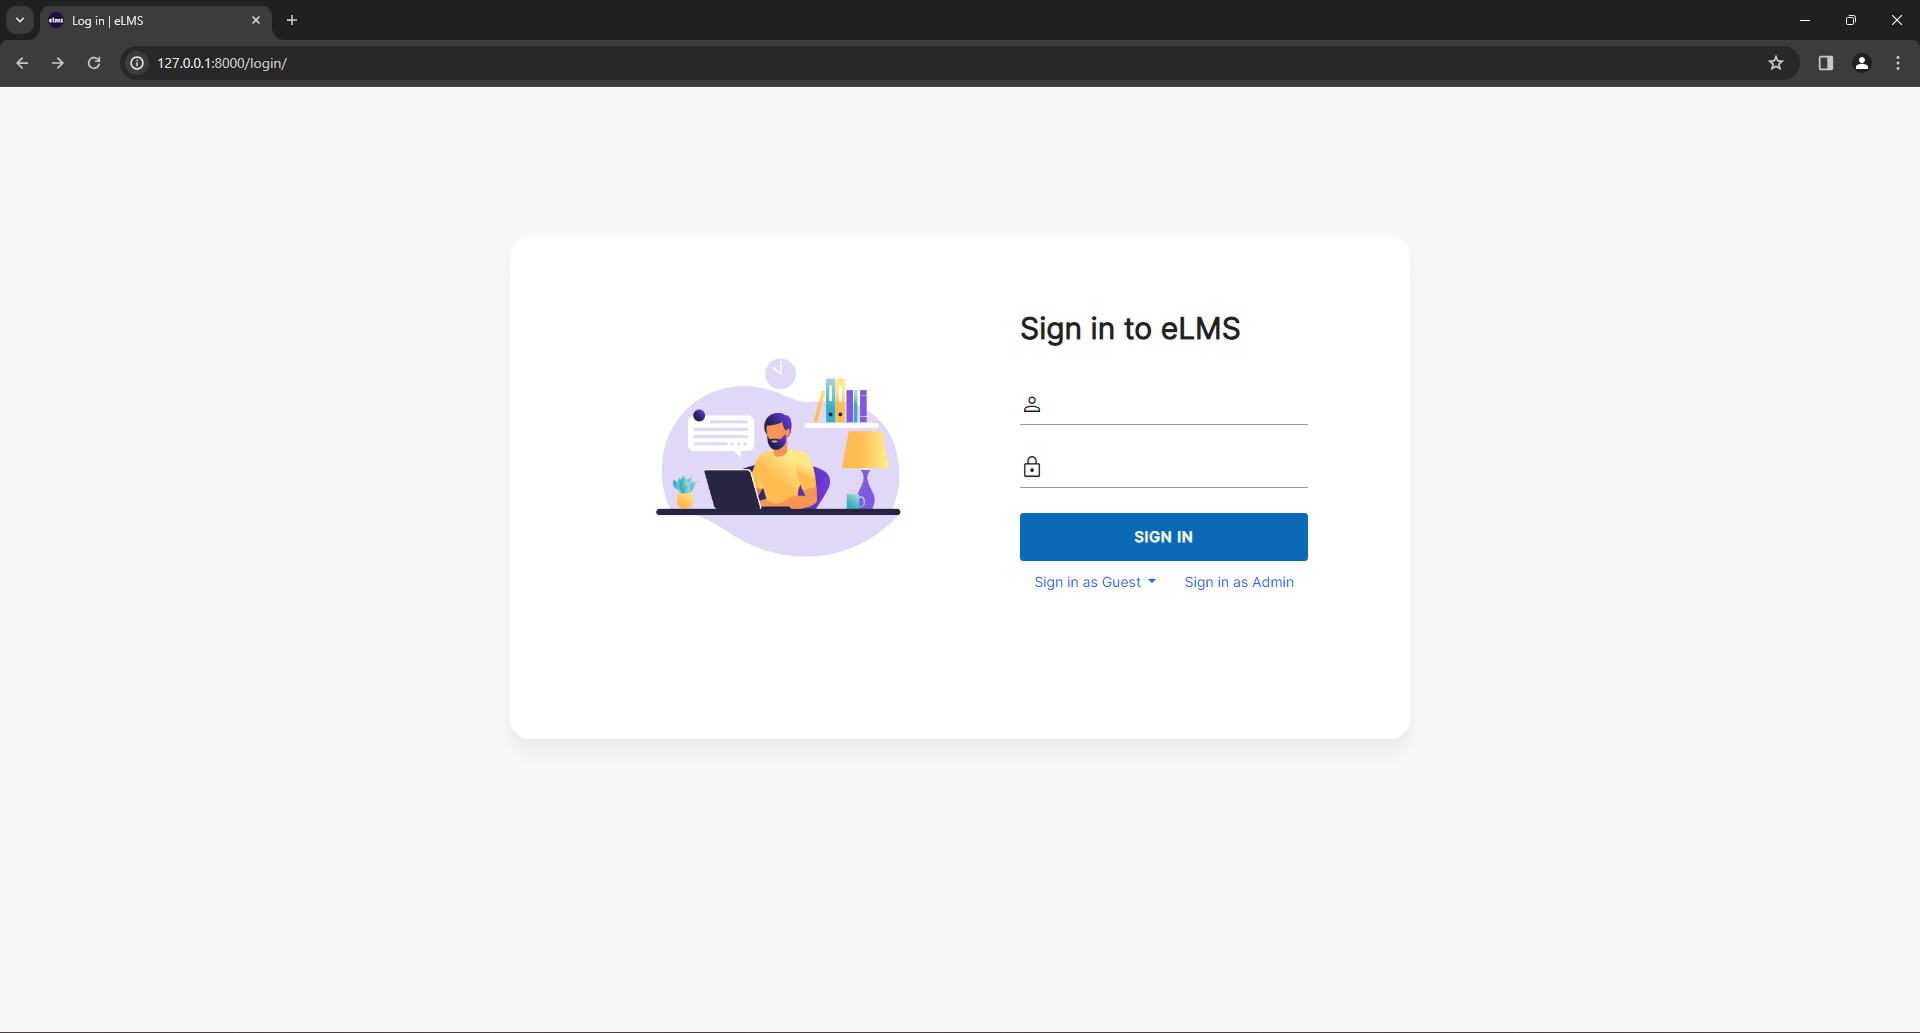 elms Log in | eLMS
127.0.0.1:8000/login/
Sign in to eLMS
SIGN IN
Sign in as Guest
Sign in as Admin